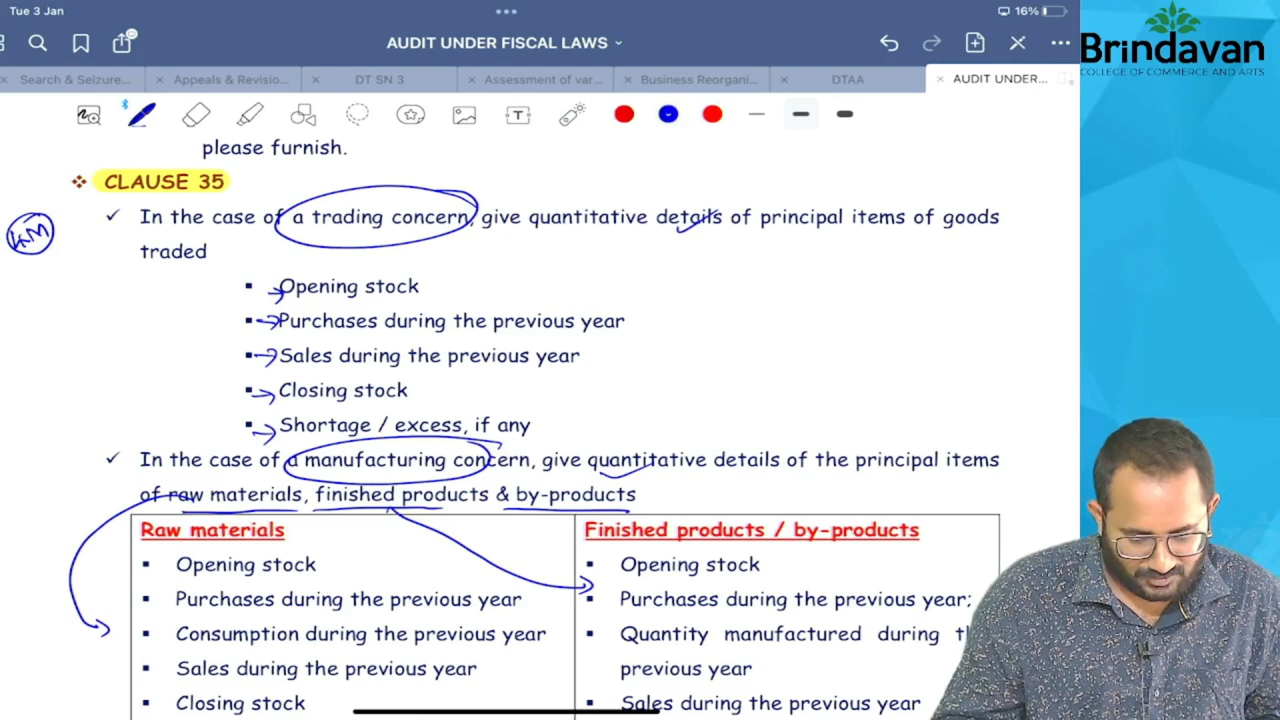 Tue 3 Jan
16%
AUDIT UNDER FISCAL LAWS
Search & Seizure...
Appeals & Revisio...
DT SN 3
Assessment of var...
Business Reorgani...
DTAA
AUDIT UNDER...
Brindavan
COLLEGE OF COMMERCE AND ARTS
please furnish.
CLAUSE 35
In the case of a trading concern, give quantitative details of principal items of goods
traded
Opening stock
Purchases during the previous year
Sales during the previous year
Closing stock
Shortage / excess, if any
In the case of a manufacturing concern, give quantitative details of the principal items
of raw materials, finished products & by-products
Raw materials
Opening stock
Purchases during the previous year
Consumption during the previous year
Sales during the previous year
Closing stock
Finished products / by-products
Opening stock
Purchases during the previous year;
Quantity manufactured during
previous year
Sales during the previous year